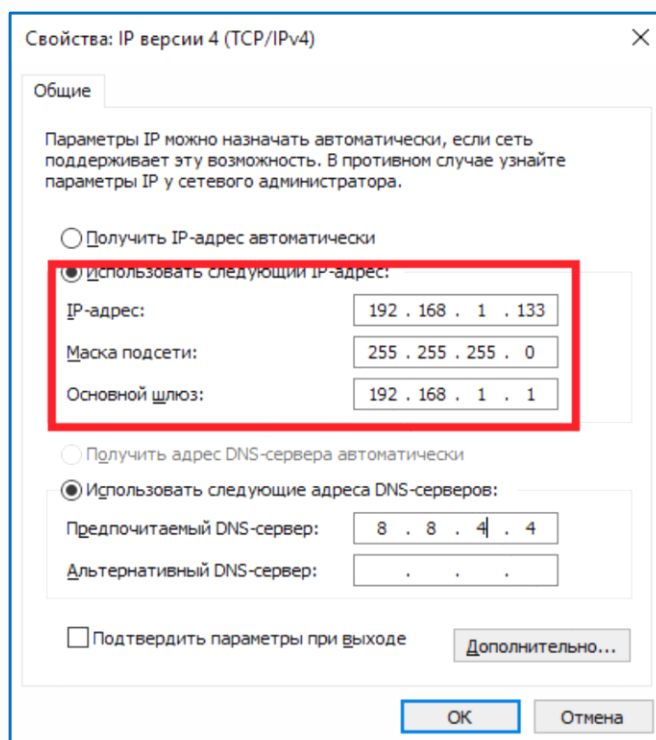 Свойства: IP версии 4 (TCP/IPv4)
Общие
Параметры IP можно назначать автоматически, если сеть
поддерживает эту возможность. В противном случае узнайте
параметры IP у сетевого администратора.
Получить IP-адрес автоматически
Использовать следующий IP-адрес:
IP-адрес: 192 . 168 . 1 . 133
Маска подсети: 255 . 255 . 255 . 0
Основной шлюз: 192 . 168 . 1 . 1
Получить адрес DNS-сервера автоматически
Использовать следующие адреса DNS-серверов:
Предпочитаемый DNS-сервер: 8 . 8 . 4 . 4
Альтернативный DNS-сервер: . . .
Подтвердить параметры при выходе
Дополнительно...
ОК Отмена